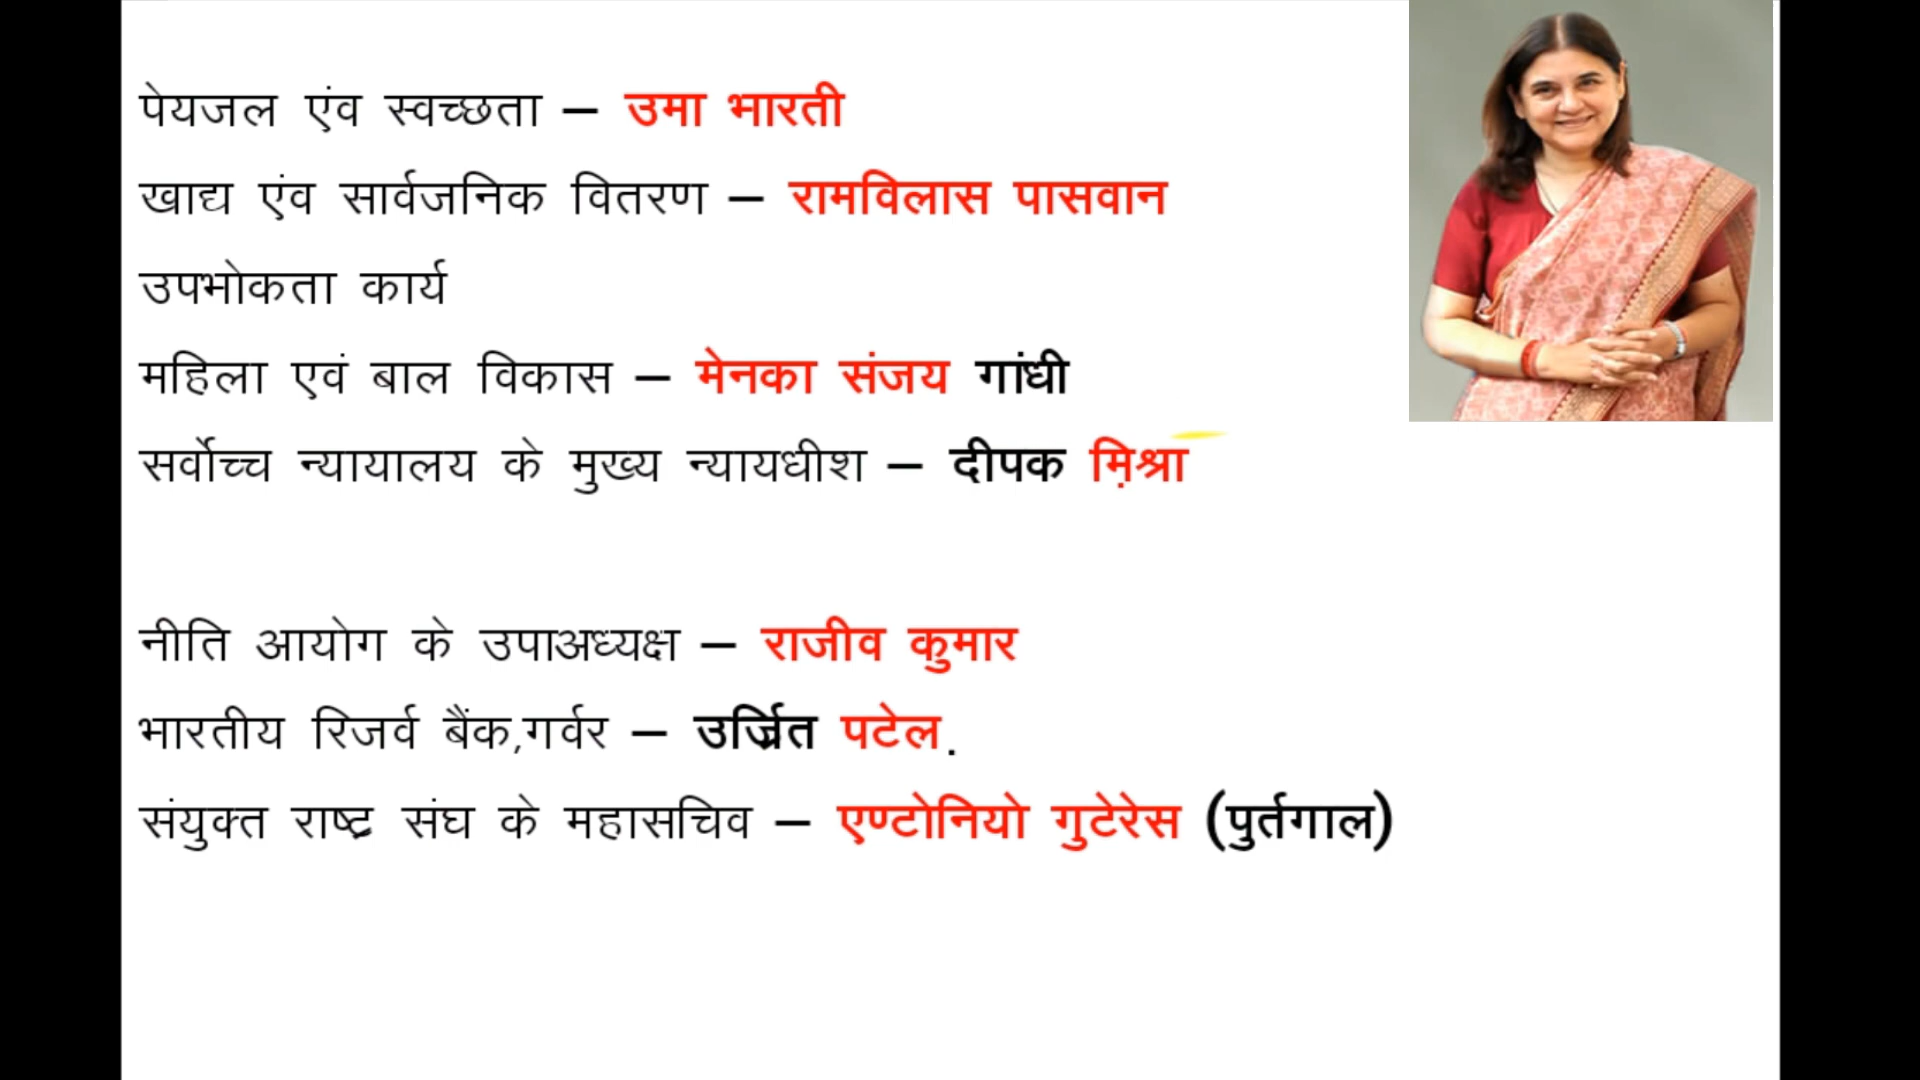 पेयजल एंव स्वच्छता – उमा भारती
खाद्य एंव सार्वजनिक वितरण – रामविलास पासवान
उपभोकता कार्य
महिला एवं बाल विकास – मेनका संजय गांधी
सर्वोच्च न्यायालय के मुख्य न्यायधीश – दीपक मि़श्रा
नीति आयोग के उपाअध्यक्ष – राजीव कुमार
भारतीय रिजर्व बैंक,गर्वर – उर्जित पटेल.
संयुक्त राष्ट्र संघ के महासचिव – एण्टोनियो गुटेरेस (पुर्तगाल)